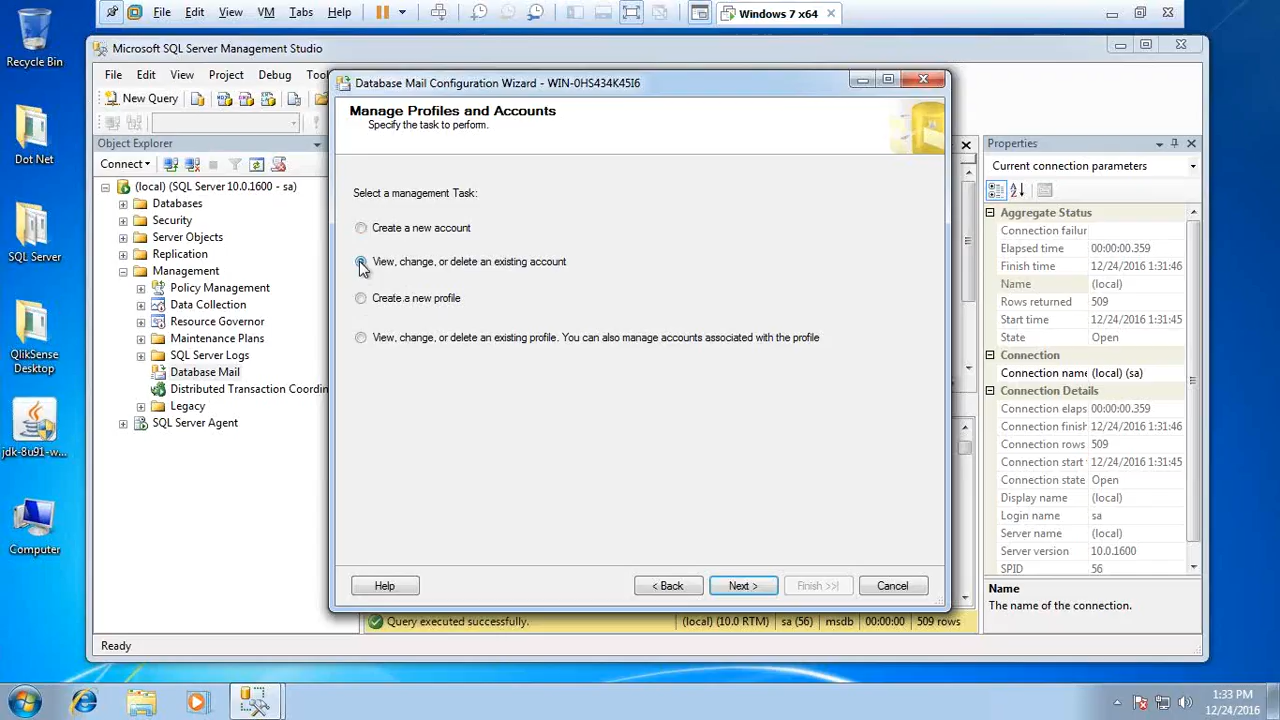 File Edit View VM Tabs Help
Windows 7 x64
Recycle Bin
Dot Net
SQL Server
QlikSense
Desktop
jdk-8u91-w...
Computer
Microsoft SQL Server Management Studio
File Edit View Project Debug
New Query
Object Explorer
Connect
(local) (SQL Server 10.0.1600 - sa)
Databases
Security
Server Objects
Replication
Management
Policy Management
Data Collection
Resource Governor
Maintenance Plans
SQL Server Logs
Database Mail
Distributed Transaction Coordin
Legacy
SQL Server Agent
Database Mail Configuration Wizard - WIN-0HS434K45I6
Manage Profiles and Accounts
Specify the task to perform.
Select a management Task:
Create a new account
View, change, or delete an existing account
Create a new profile
View, change, or delete an existing profile. You can also manage accounts associated with the profile
Help
< Back
Next >
Finish >>|
Cancel
Query executed successfully.
(local) (10.0 RTM) sa (56) msdb 00:00:00 509 rows
Properties
Current connection parameters
Aggregate Status
Connection failur
Elapsed time 00:00:00.359
Finish time 12/24/2016 1:31:46
Name (local)
Rows returned 509
Start time 12/24/2016 1:31:45
State Open
Connection
Connection name (local) (sa)
Connection Details
Connection elaps 00:00:00.359
Connection finish 12/24/2016 1:31:46
Connection rows 509
Connection start 12/24/2016 1:31:45
Connection state Open
Display name (local)
Login name sa
Server name (local)
Server version 10.0.1600
SPID 56
Name
The name of the connection.
Ready
1:33 PM
12/24/2016